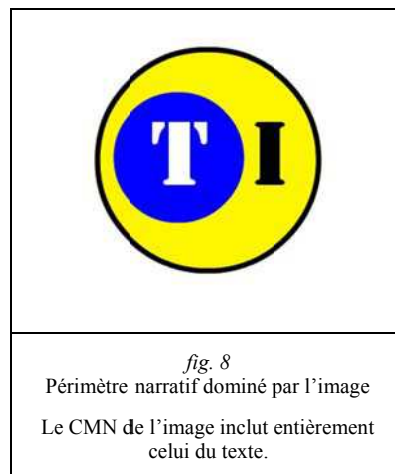 T I
fig. 8
Périmètre narratif dominé par l’image
Le CMN de l’image inclut entièrement
celui du texte.